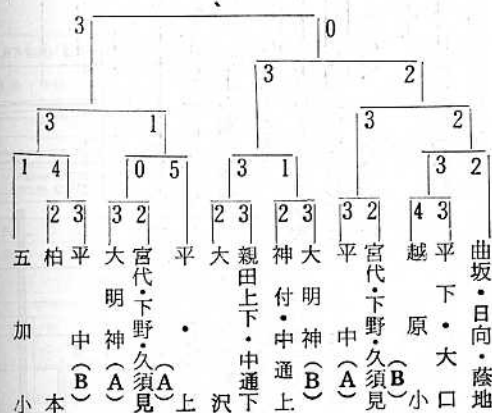 3 0
3 2
3 1 3 2
1 4 0 5 3 1 3 2
2 3 3 2 2 3 2 3 3 2 4 3
曲坂・日向・蔭地
平下・大口
越原小
宮代・下野・久須見(B)
平中(A)
大明神(B)
神付・中通上
親田上下・中通下
大沢
平・上
宮代・下野・久須見(A)
大明神(A)
平中(B)
柏本
五加小